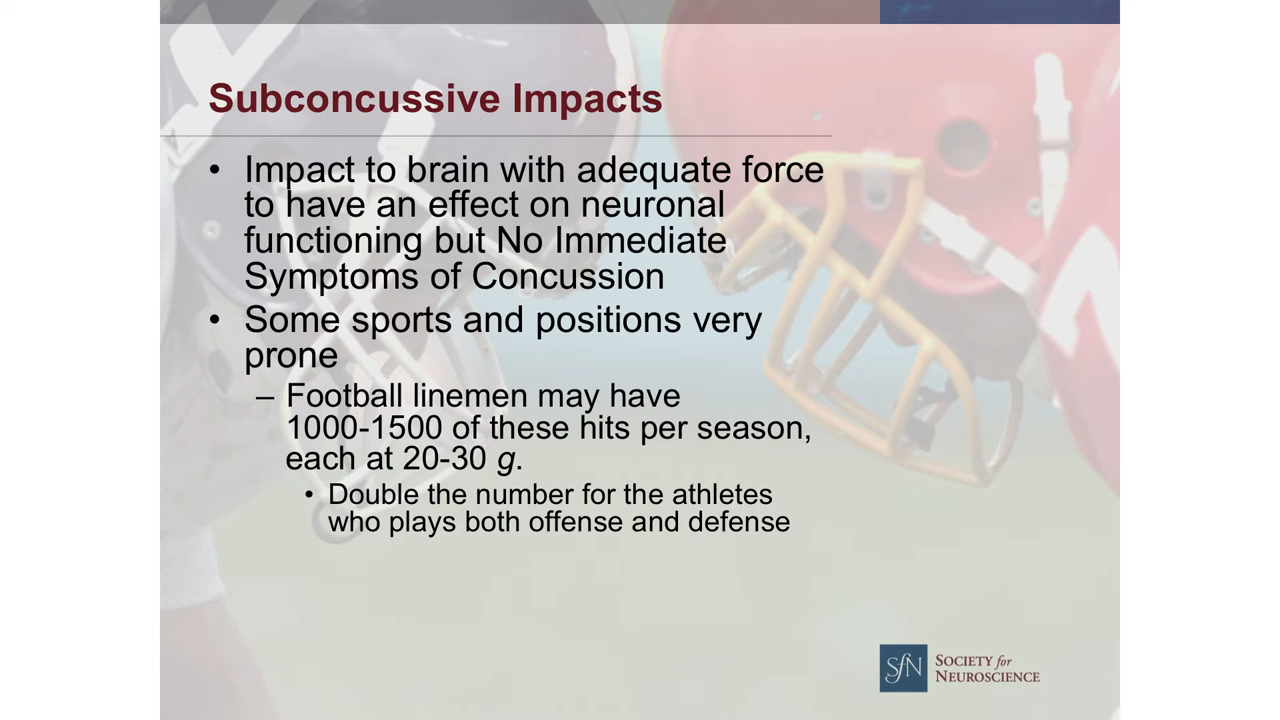 Subconcussive Impacts
• Impact to brain with adequate force
to have an effect on neuronal
functioning but No Immediate
Symptoms of Concussion
• Some sports and positions very
prone
– Football linemen may have
1000-1500 of these hits per season,
each at 20-30 g.
• Double the number for the athletes
who plays both offense and defense
SfN
SOCIETY for
NEUROSCIENCE